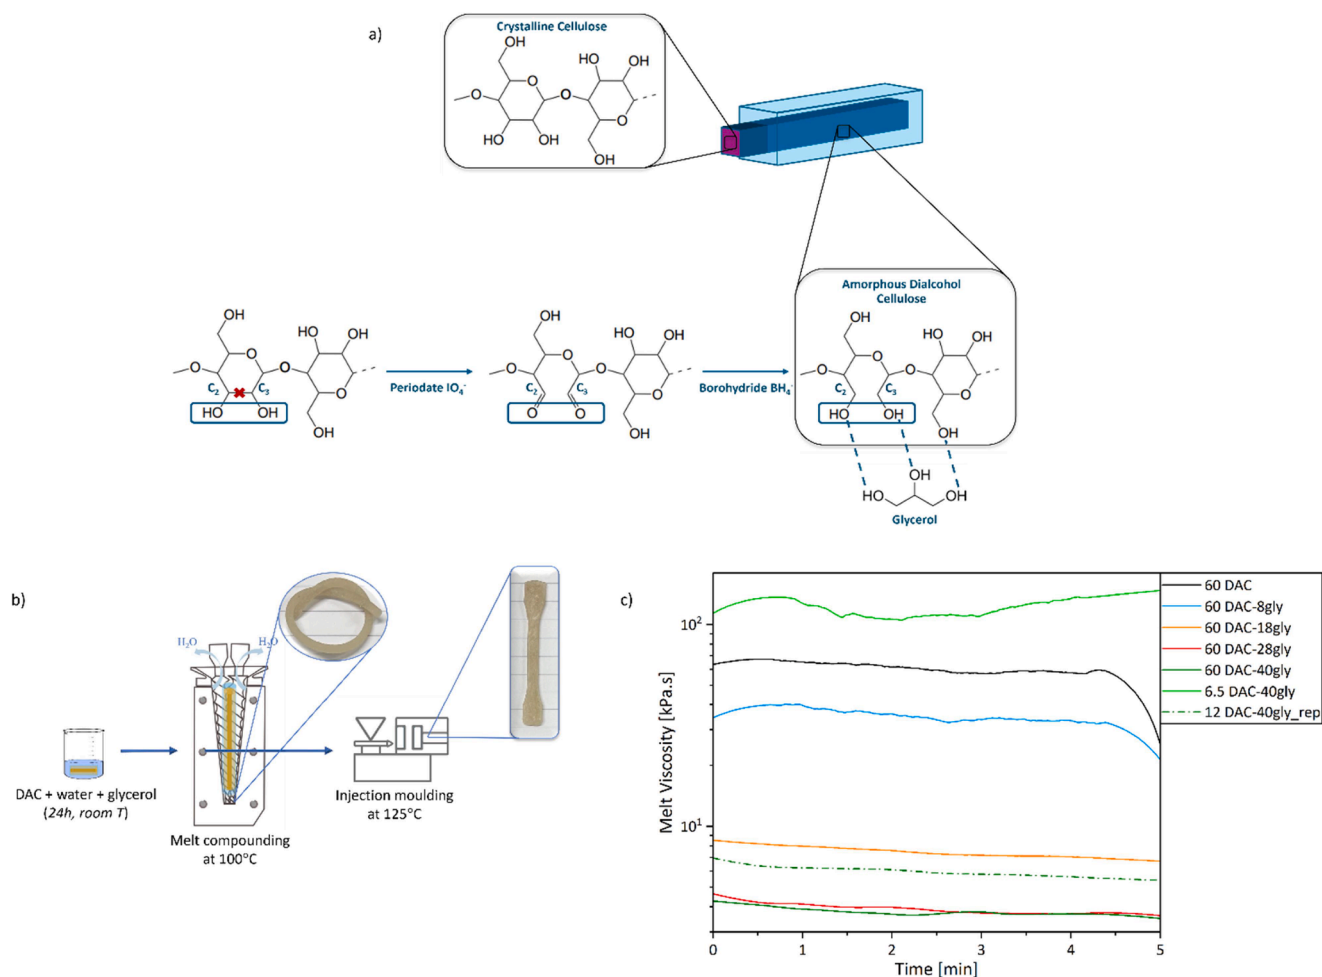 a)
Crystalline Cellulose
OH
HO
OH
O
O
O
O
HO
OH
OH
Amorphous Dialcohol
Cellulose
OH
HO
OH
O
O
O
O
C2
C3
HO
OH
OH
Periodate IO4-
OH
HO
OH
O
O
O
O
C2
C3
O
O
OH
Borohydride BH4-
OH
HO
OH
O
O
O
O
C2
C3
HO
OH
HO
OH
HO
OH
Glycerol
b)
H2O
H2O
DAC + water + glycerol
(24h, room T)
Melt compounding
at 100°C
Injection moulding
at 125°C
c)
Melt Viscosity [kPa.s]
10²
10¹
0
1
2
3
4
5
Time [min]
60 DAC
60 DAC-8gly
60 DAC-18gly
60 DAC-28gly
60 DAC-40gly
6.5 DAC-40gly
12 DAC-40gly_rep